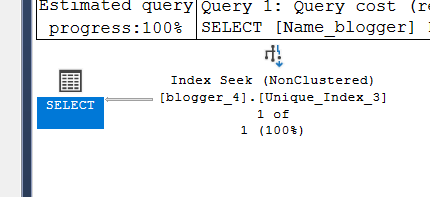 Estimated query
progress:100%
Query 1: Query cost (re
SELECT [Name_blogger]
Index Seek (NonClustered)
[blogger_4].[Unique_Index_3]
1 of
1 (100%)
SELECT